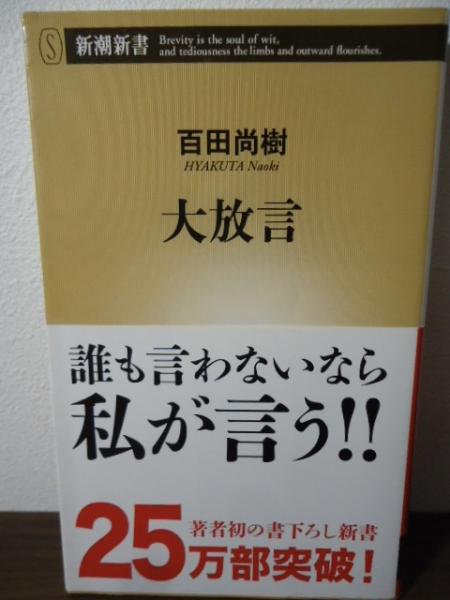 S 新潮新書
Brevity is the soul of wit,
and tediousness the limbs and outward flourishes.
百田尚樹
HYAKUTA Naoki
大放言
誰も言わないなら
私が言う!!
著者初の書下ろし新書
25万部突破!